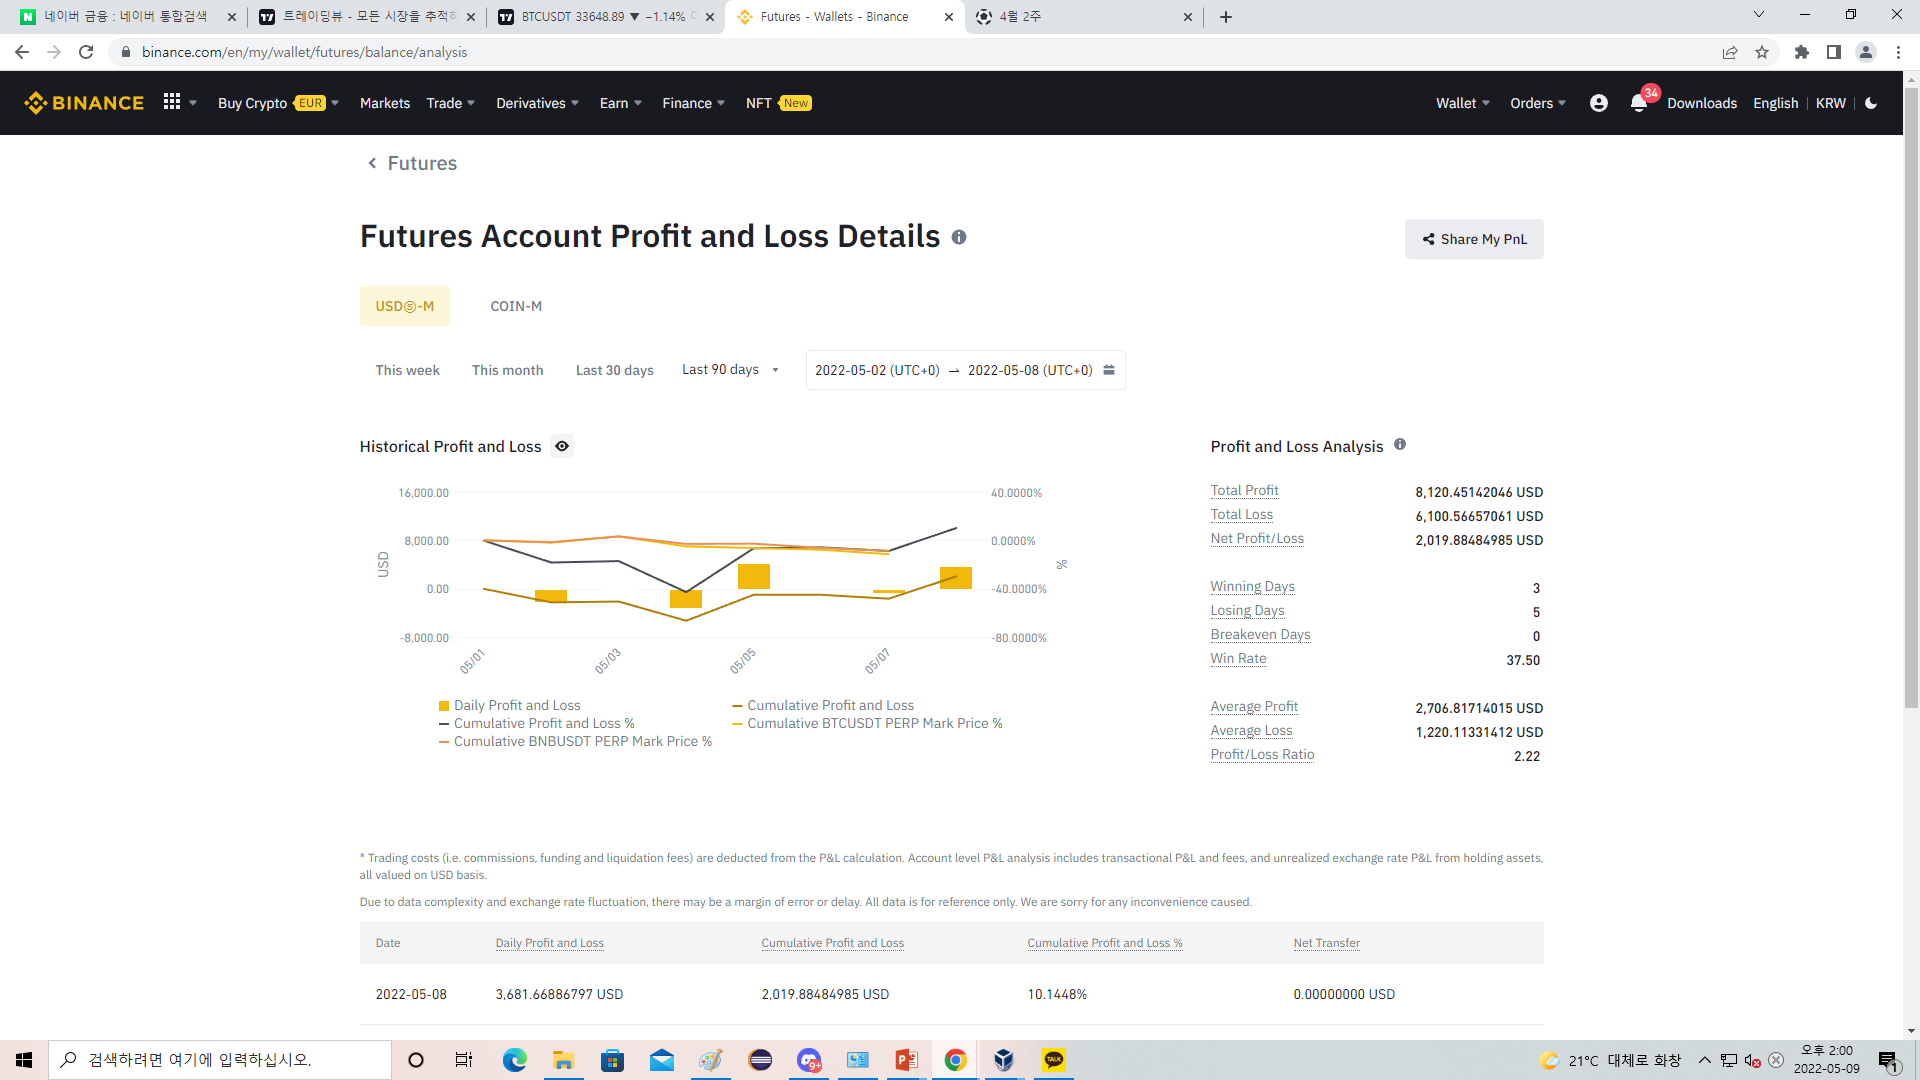 네이버 금융 : 네이버 통합검색
트레이딩뷰 - 모든 시장을 추적하
BTCUSDT 33648.89 ▼ −1.14%
Futures - Wallets - Binance
4월 2주
binance.com/en/my/wallet/futures/balance/analysis
BINANCE
Buy Crypto EUR
Markets
Trade
Derivatives
Earn
Finance
NFT New
Wallet
Orders
34
Downloads
English
KRW
Futures
Futures Account Profit and Loss Details
Share My PnL
USDⓈ-M
COIN-M
This week
This month
Last 30 days
Last 90 days
2022-05-02 (UTC+0) → 2022-05-08 (UTC+0)
Historical Profit and Loss
16,000.00
8,000.00
0.00
-8,000.00
USD
40.0000%
0.0000%
-40.0000%
-80.0000%
%
05/01
05/03
05/05
05/07
Daily Profit and Loss
Cumulative Profit and Loss
Cumulative Profit and Loss %
Cumulative BTCUSDT PERP Mark Price %
Cumulative BNBUSDT PERP Mark Price %
Profit and Loss Analysis
Total Profit 8,120.45142046 USD
Total Loss 6,100.56657061 USD
Net Profit/Loss 2,019.88484985 USD
Winning Days 3
Losing Days 5
Breakeven Days 0
Win Rate 37.50
Average Profit 2,706.81714015 USD
Average Loss 1,220.11331412 USD
Profit/Loss Ratio 2.22
* Trading costs (i.e. commissions, funding and liquidation fees) are deducted from the P&L calculation. Account level P&L analysis includes transactional P&L and fees, and unrealized exchange rate P&L from holding assets,
all valued on USD basis.
Due to data complexity and exchange rate fluctuation, there may be a margin of error or delay. All data is for reference only. We are sorry for any inconvenience caused.
Date Daily Profit and Loss Cumulative Profit and Loss Cumulative Profit and Loss % Net Transfer
2022-05-08 3,681.66886797 USD 2,019.88484985 USD 10.1448% 0.00000000 USD
검색하려면 여기에 입력하십시오.
9+
TALK
21°C 대체로 화창
오후 2:00
2022-05-09
1